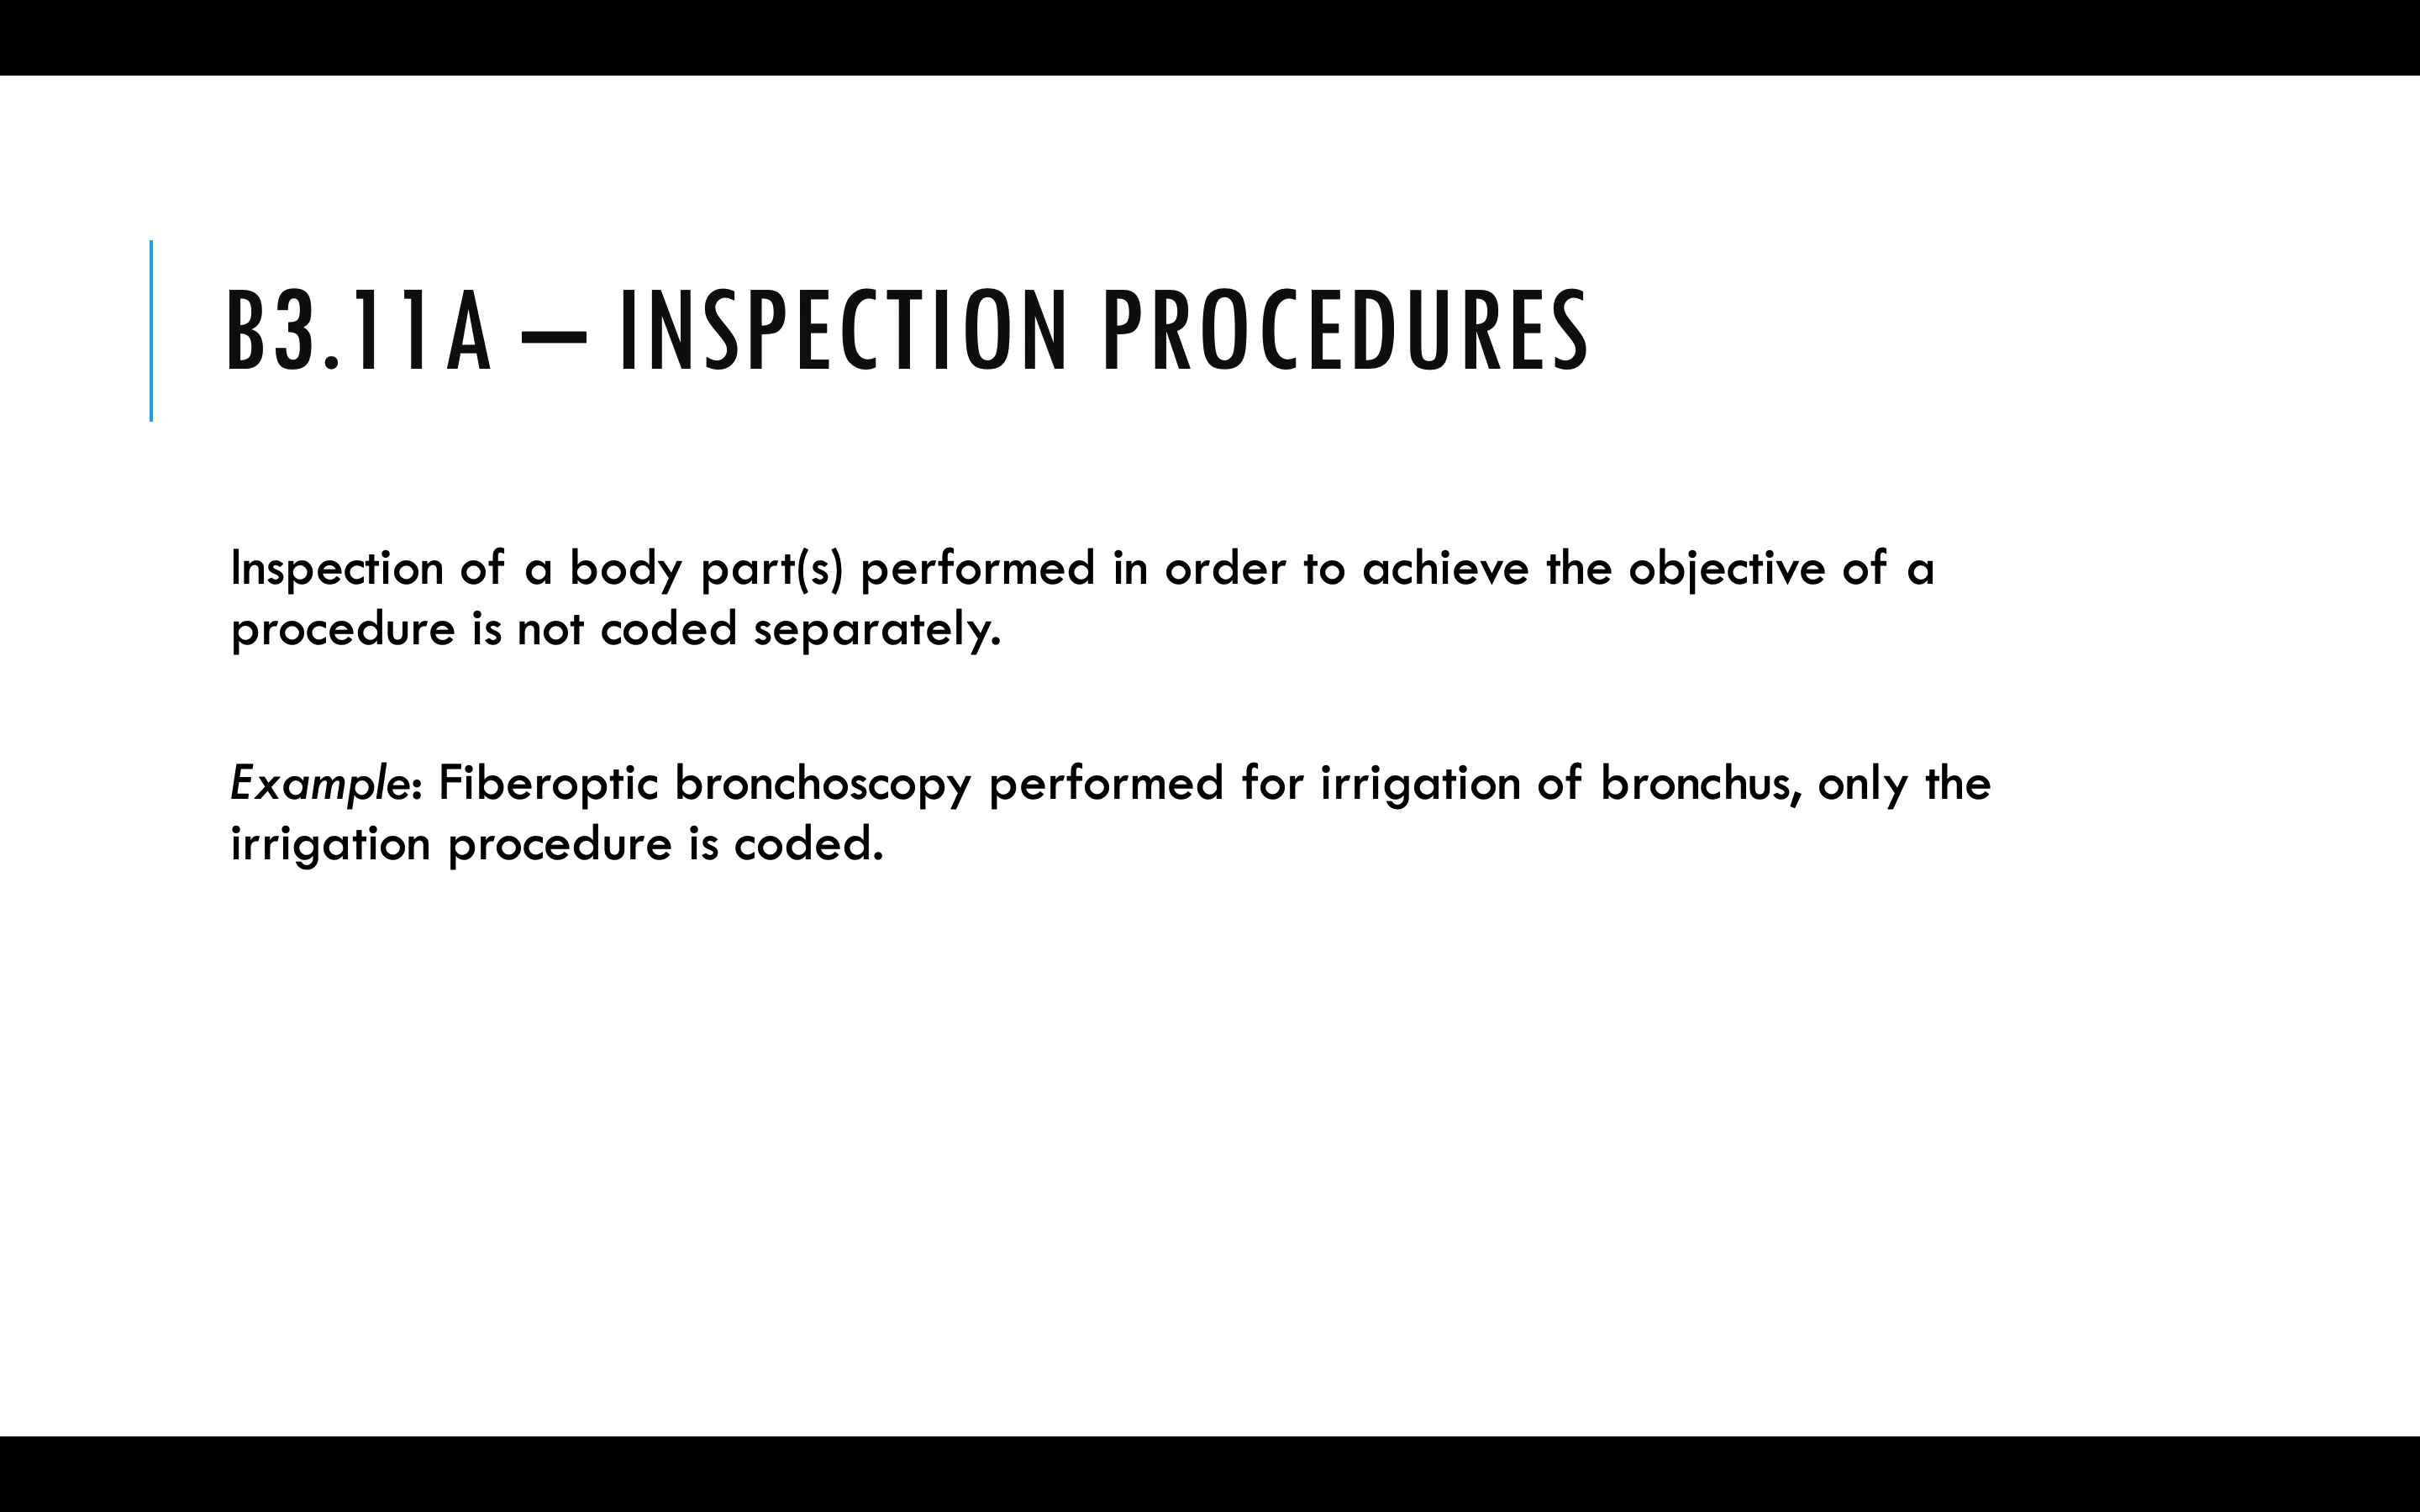 B3.11A – INSPECTION PROCEDURES
Inspection of a body part(s) performed in order to achieve the objective of a
procedure is not coded separately.
Example: Fiberoptic bronchoscopy performed for irrigation of bronchus, only the
irrigation procedure is coded.